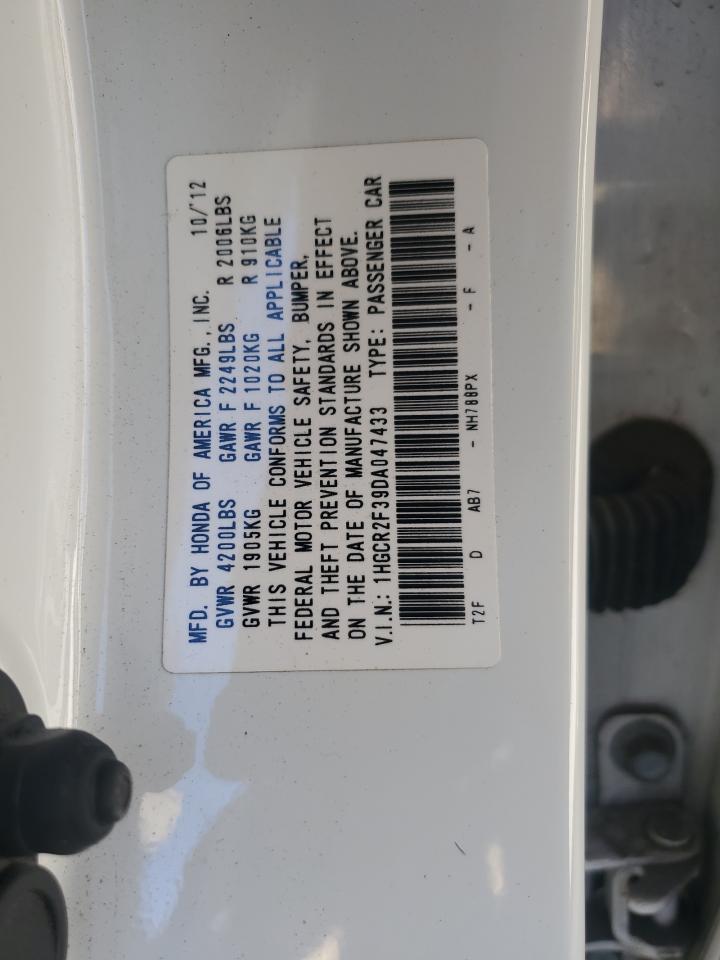 MFD. BY HONDA OF AMERICA MFG., INC. 10/'12
GVWR 4200LBS GAWR F 2249LBS R 2006LBS
GVWR 1905KG GAWR F 1020KG R 910KG
THIS VEHICLE CONFORMS TO ALL APPLICABLE
FEDERAL MOTOR VEHICLE SAFETY, BUMPER,
AND THEFT PREVENTION STANDARDS IN EFFECT
ON THE DATE OF MANUFACTURE SHOWN ABOVE.
V.I.N.: 1HGCR2F39DA047433 TYPE: PASSENGER CAR
T2F D AB7 - NH788PX - F - A